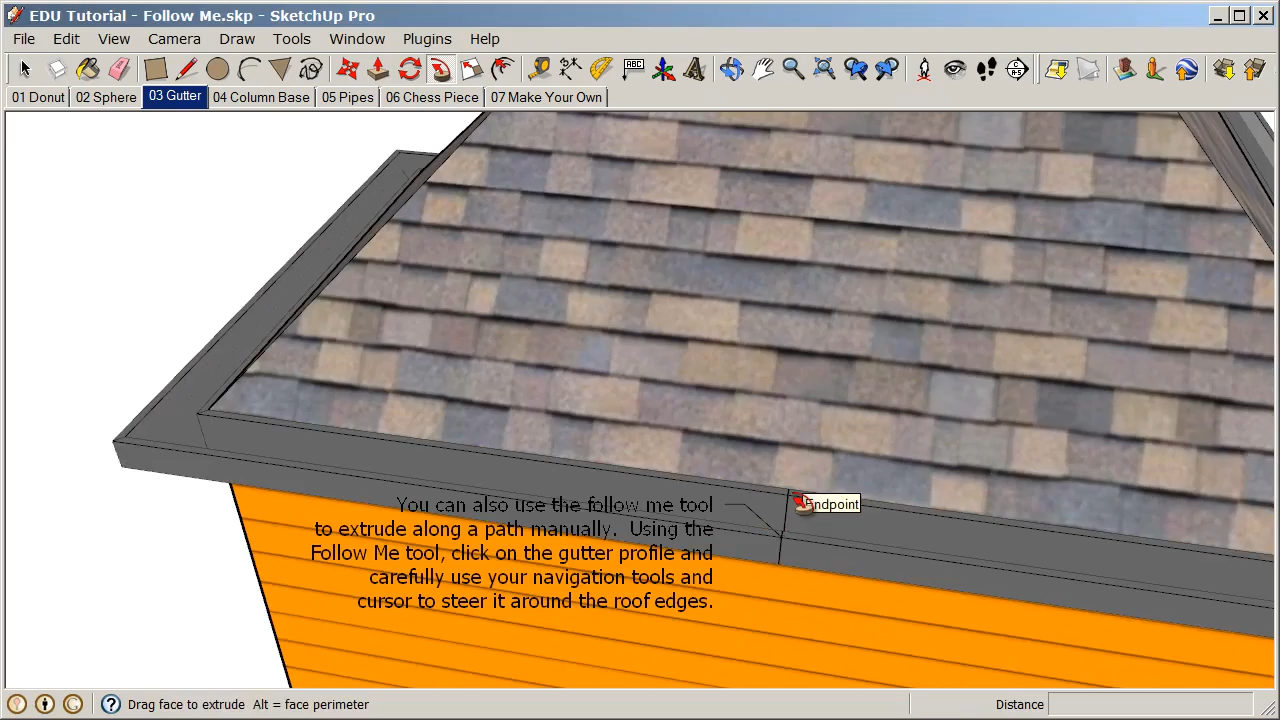 EDU Tutorial - Follow Me.skp - SketchUp Pro
File Edit View Camera Draw Tools Window Plugins Help
ABC
A-5
01 Donut 02 Sphere 03 Gutter 04 Column Base 05 Pipes 06 Chess Piece 07 Make Your Own
Endpoint
You can also use the follow me tool
to extrude along a path manually. Using the
Follow Me tool, click on the gutter profile and
carefully use your navigation tools and
cursor to steer it around the roof edges.
Drag face to extrude Alt = face perimeter
Distance